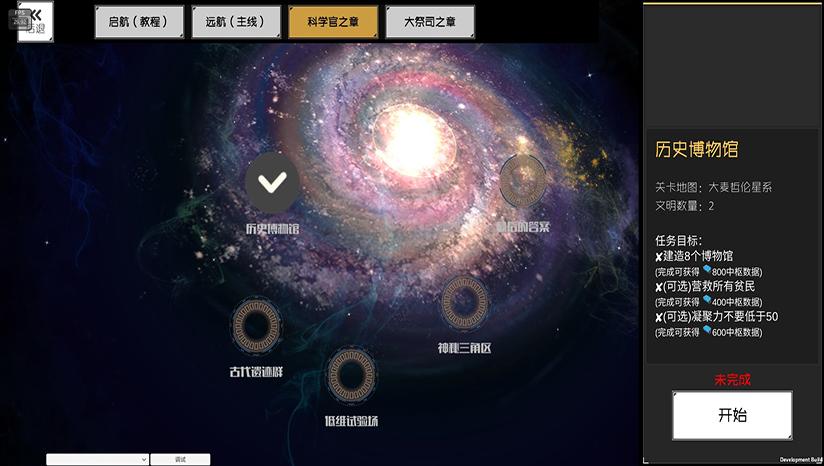 FPS
后退
启航(教程)
远航(主线)
科学官之章
大祭司之章
历史博物馆
最后的答案
神秘三角区
古代遗迹群
低维试验场
调试
历史博物馆
关卡地图: 大麦哲伦星系
文明数量: 2
任务目标:
✘建造8个博物馆
(完成可获得 800中枢数据)
✘(可选)营救所有贫民
(完成可获得 400中枢数据)
✘(可选)凝聚力不要低于50
(完成可获得 600中枢数据)
未完成
开始
Development Build